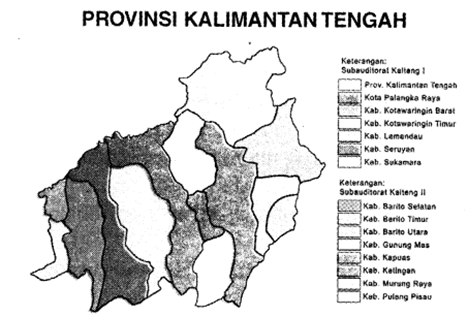 PROVINSI KALIMANTAN TENGAH
Keterangan:
Subauditorat Kalteng I
Prov. Kalimantan Tengah
Kota Palangka Raya
Kab. Kotawaringin Barat
Kab. Kotawaringin Timur
Kab. Lamandau
Kab. Seruyan
Kab. Sukamara
Keterangan:
Subauditorat Kalteng II
Kab. Barito Selatan
Kab. Barito Timur
Kab. Barito Utara
Kab. Gunung Mas
Kab. Kapuas
Kab. Katingan
Kab. Murung Raya
Kab. Pulang Pisau